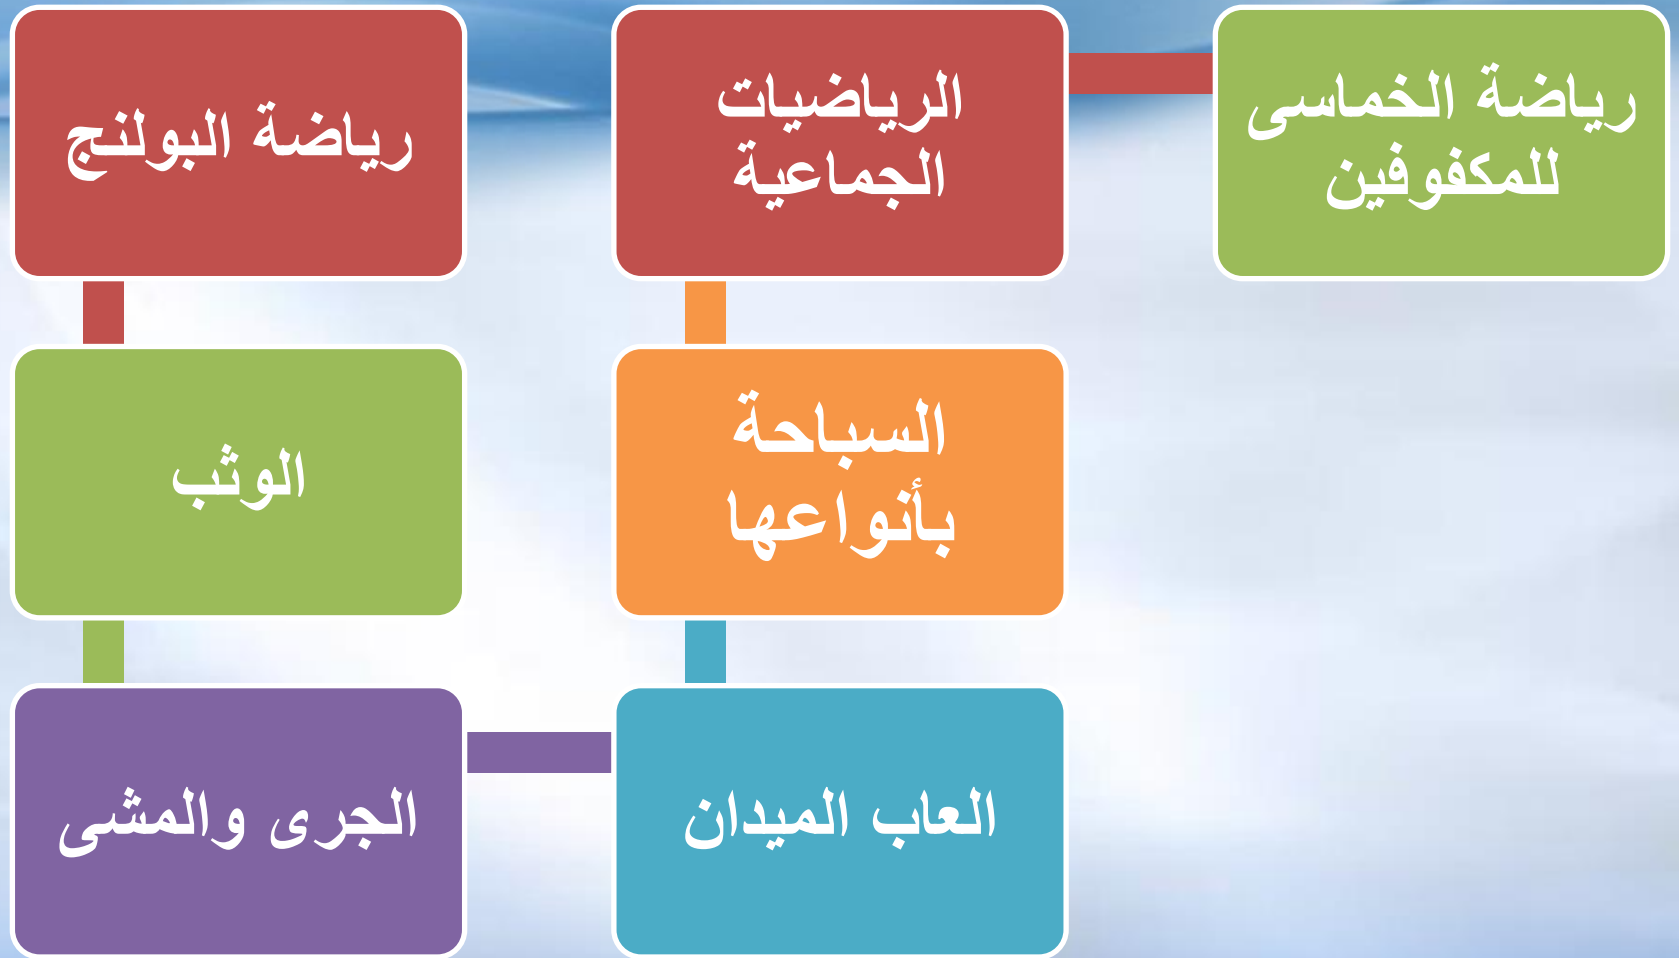 رياضة البولنج
الوثب
الجرى والمشى
العاب الميدان
السباحة
بأنواعها
الرياضيات
الجماعية
رياضة الخماسى
للمكفوفين